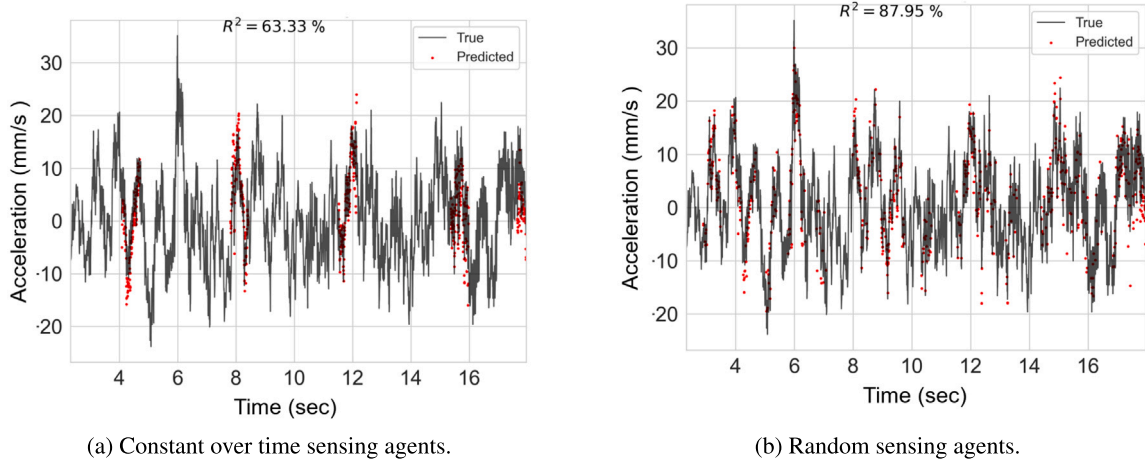 R² = 63.33 %
True
Predicted
30
20
10
0
-10
-20
Acceleration (mm/s )
4 6 8 10 12 14 16
Time (sec)
(a) Constant over time sensing agents.
R² = 87.95 %
True
Predicted
30
20
10
0
-10
-20
Acceleration (mm/s )
4 6 8 10 12 14 16
Time (sec)
(b) Random sensing agents.